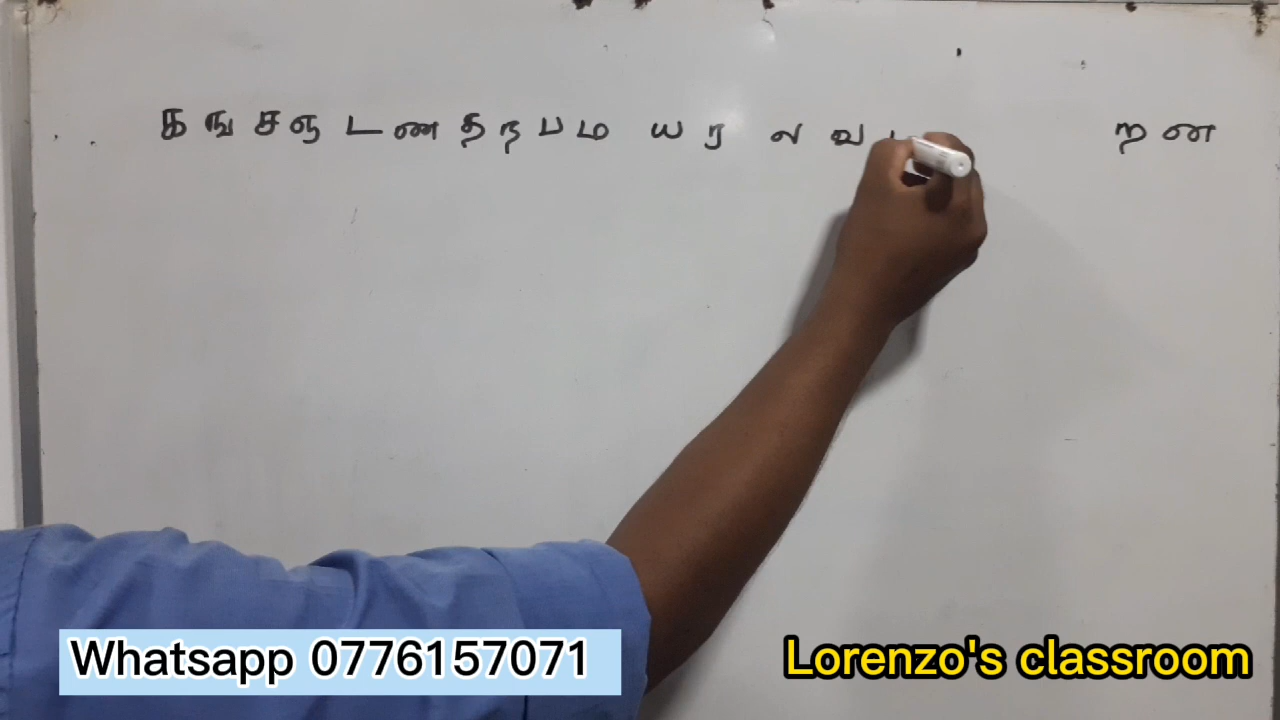 க ங ச ஞ ட ண த ந ப ம ய ர ல வ ற ன
Whatsapp 0776157071
Lorenzo's classroom